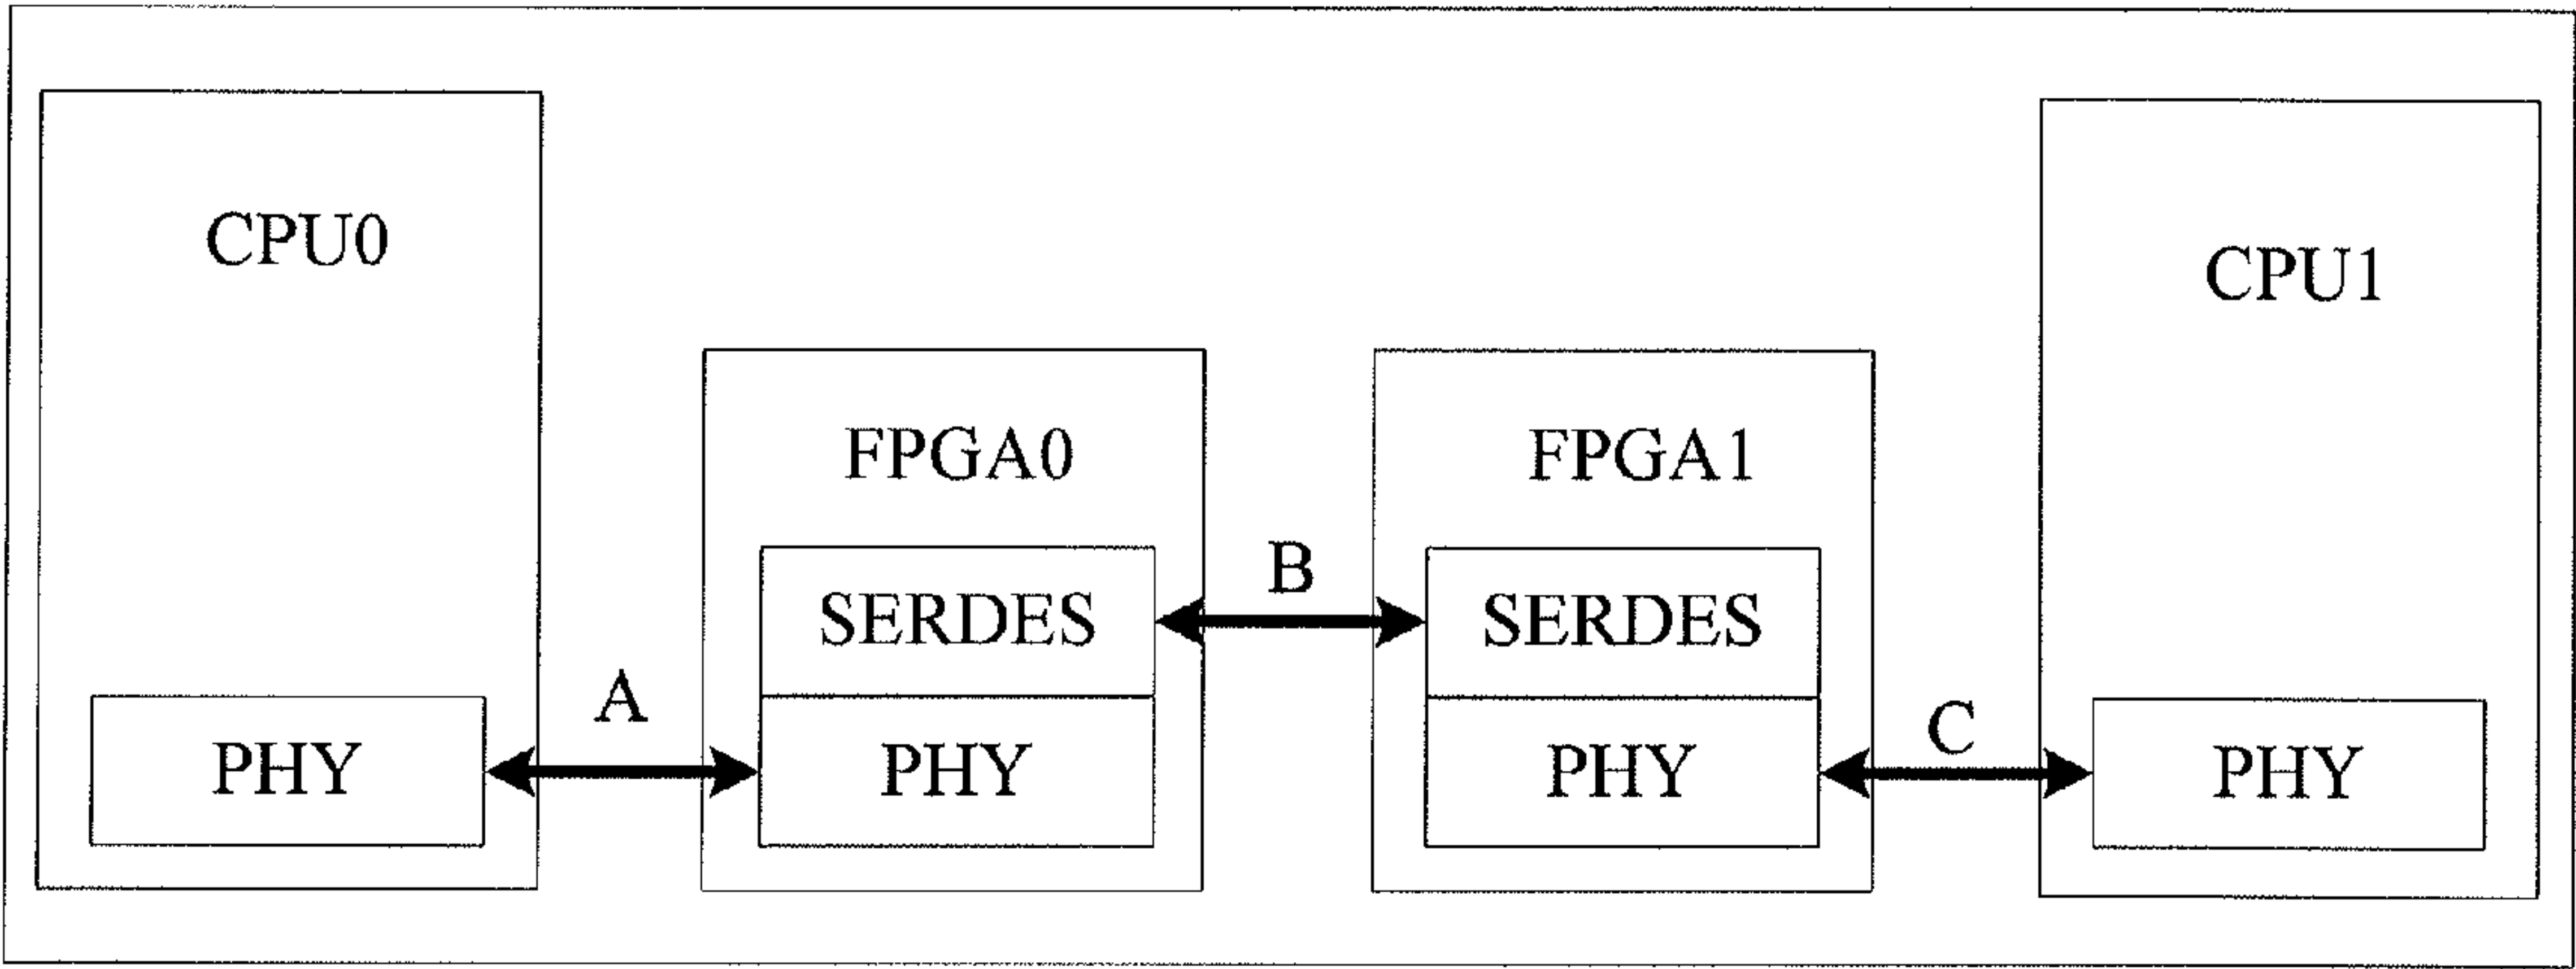 CPU0
CPU1
FPGA0
FPGA1
B
SERDES
SERDES
A
C
PHY
PHY
PHY
PHY